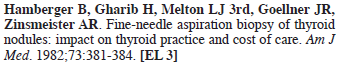 Hamberger B, Gharib H, Melton LJ 3rd, Goellner JR,
Zinsmeister AR. Fine-needle aspiration biopsy of thyroid
nodules: impact on thyroid practice and cost of care. Am J
Med. 1982;73:381-384. [EL 3]